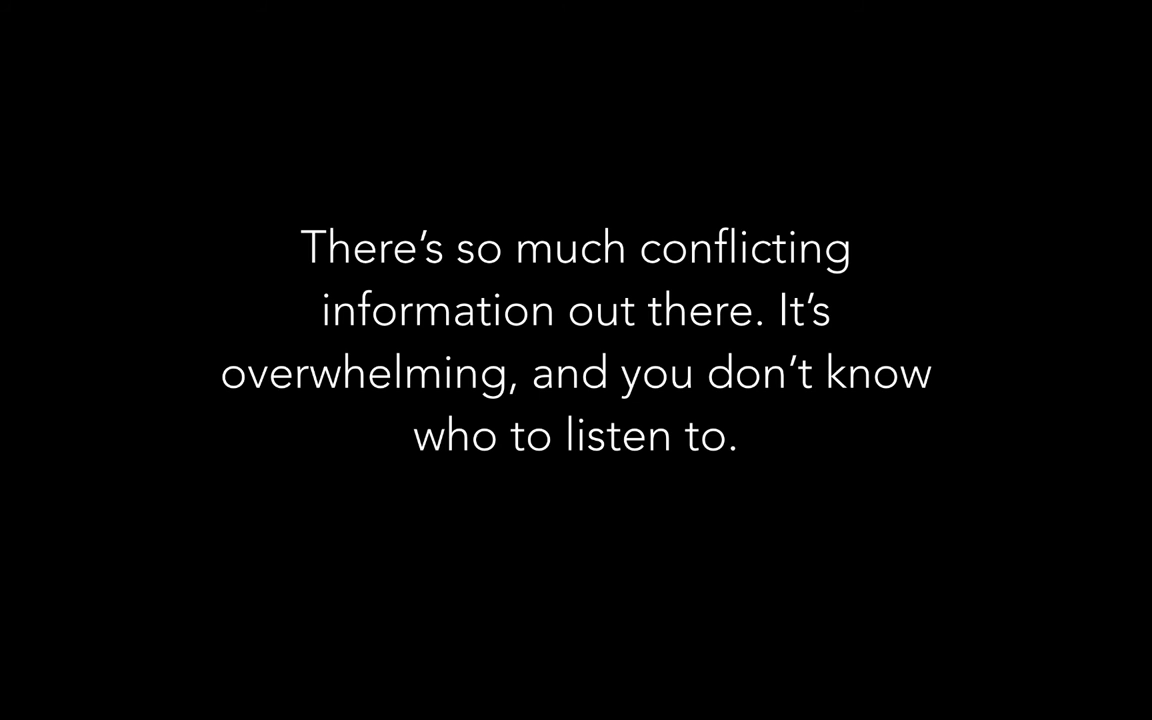 There’s so much conflicting
information out there. It’s
overwhelming, and you don’t know
who to listen to.